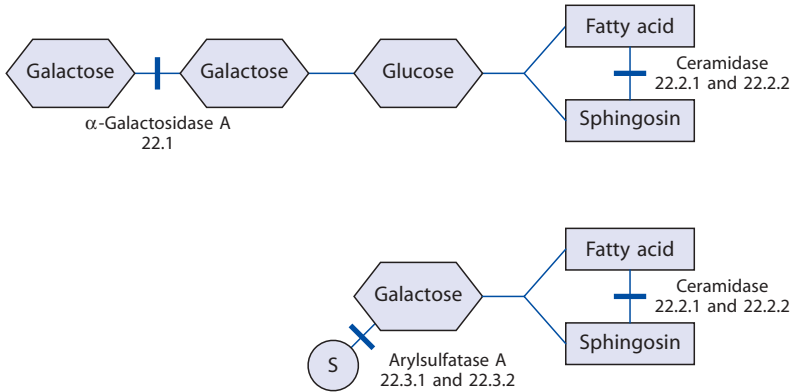 Fatty acid
Galactose
Galactose
Glucose
Ceramidase
22.2.1 and 22.2.2
α-Galactosidase A
22.1
Sphingosin
Fatty acid
Galactose
Ceramidase
22.2.1 and 22.2.2
Sphingosin
S
Arylsulfatase A
22.3.1 and 22.3.2